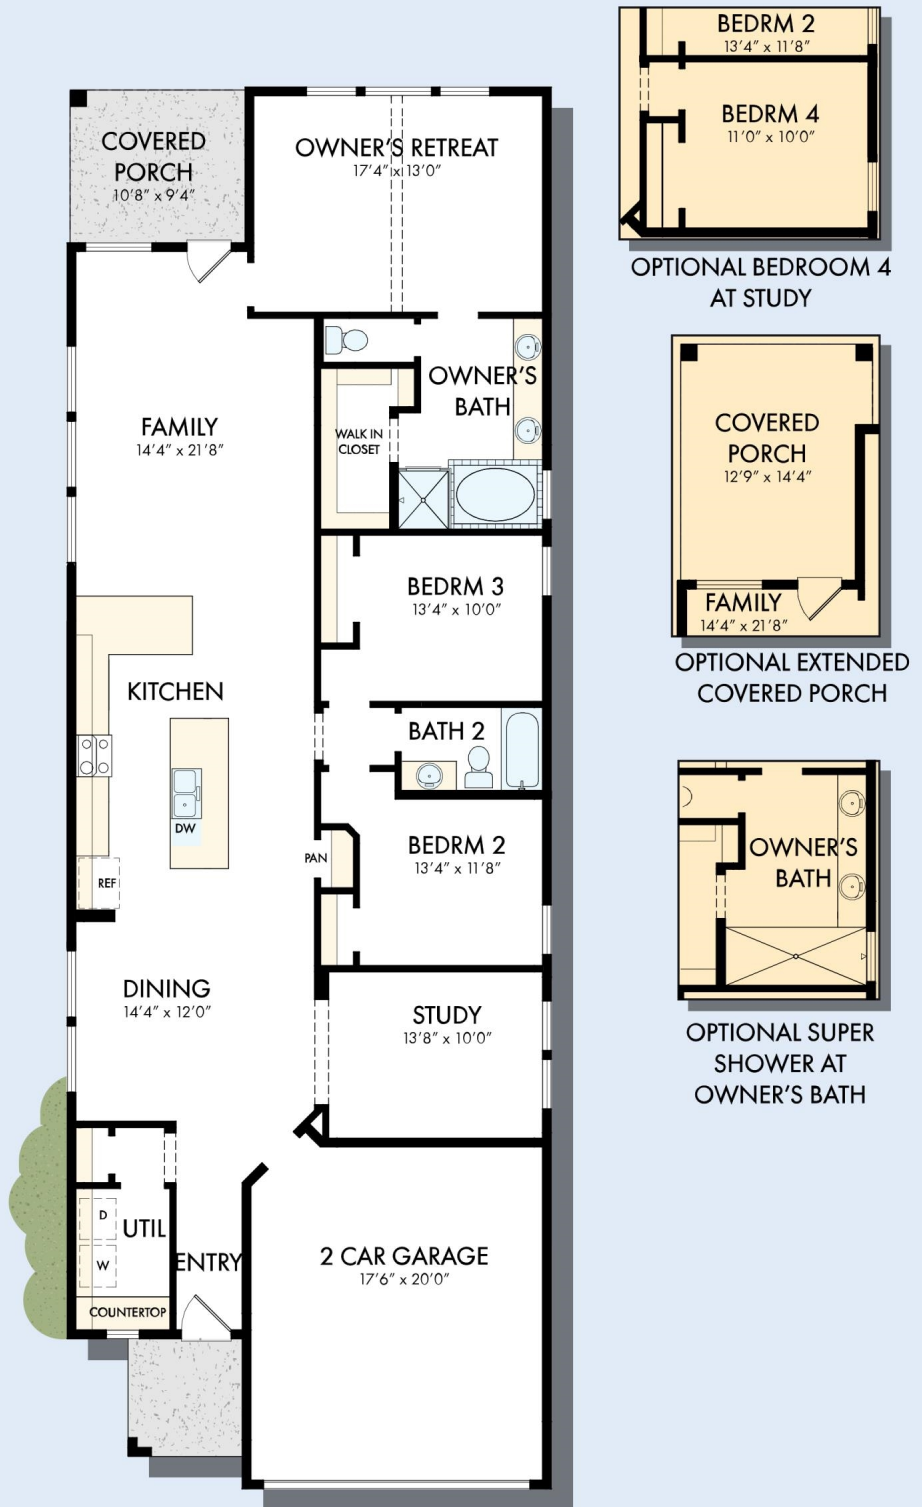 COVERED
PORCH
10'8" x 9'4"
OWNER'S RETREAT
17'4" x 13'0"
FAMILY
14'4" x 21'8"
WALK IN
CLOSET
OWNER'S
BATH
BEDRM 3
13'4" x 10'0"
KITCHEN
BATH 2
DW
REF
PAN
BEDRM 2
13'4" x 11'8"
DINING
14'4" x 12'0"
STUDY
13'8" x 10'0"
D
UTIL
W
ENTRY
COUNTERTOP
2 CAR GARAGE
17'6" x 20'0"
BEDRM 2
13'4" x 11'8"
BEDRM 4
11'0" x 10'0"
OPTIONAL BEDROOM 4
AT STUDY
COVERED
PORCH
12'9" x 14'4"
FAMILY
14'4" x 21'8"
OPTIONAL EXTENDED
COVERED PORCH
OWNER'S
BATH
OPTIONAL SUPER
SHOWER AT
OWNER'S BATH